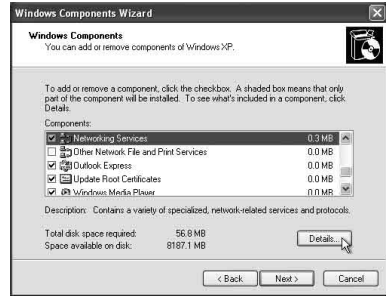 Windows Components Wizard
Windows Components
You can add or remove components of Windows XP.
To add or remove a component, click the checkbox. A shaded box means that only
part of the component will be installed. To see what's included in a component, click
Details.
Components:
Networking Services 0.3 MB
Other Network File and Print Services 0.0 MB
Outlook Express 0.0 MB
Update Root Certificates 0.0 MB
Windows Media Player 0.0 MB
Description: Contains a variety of specialized, network-related services and protocols.
Total disk space required: 56.8 MB
Space available on disk: 8187.1 MB
Details...
< Back Next > Cancel